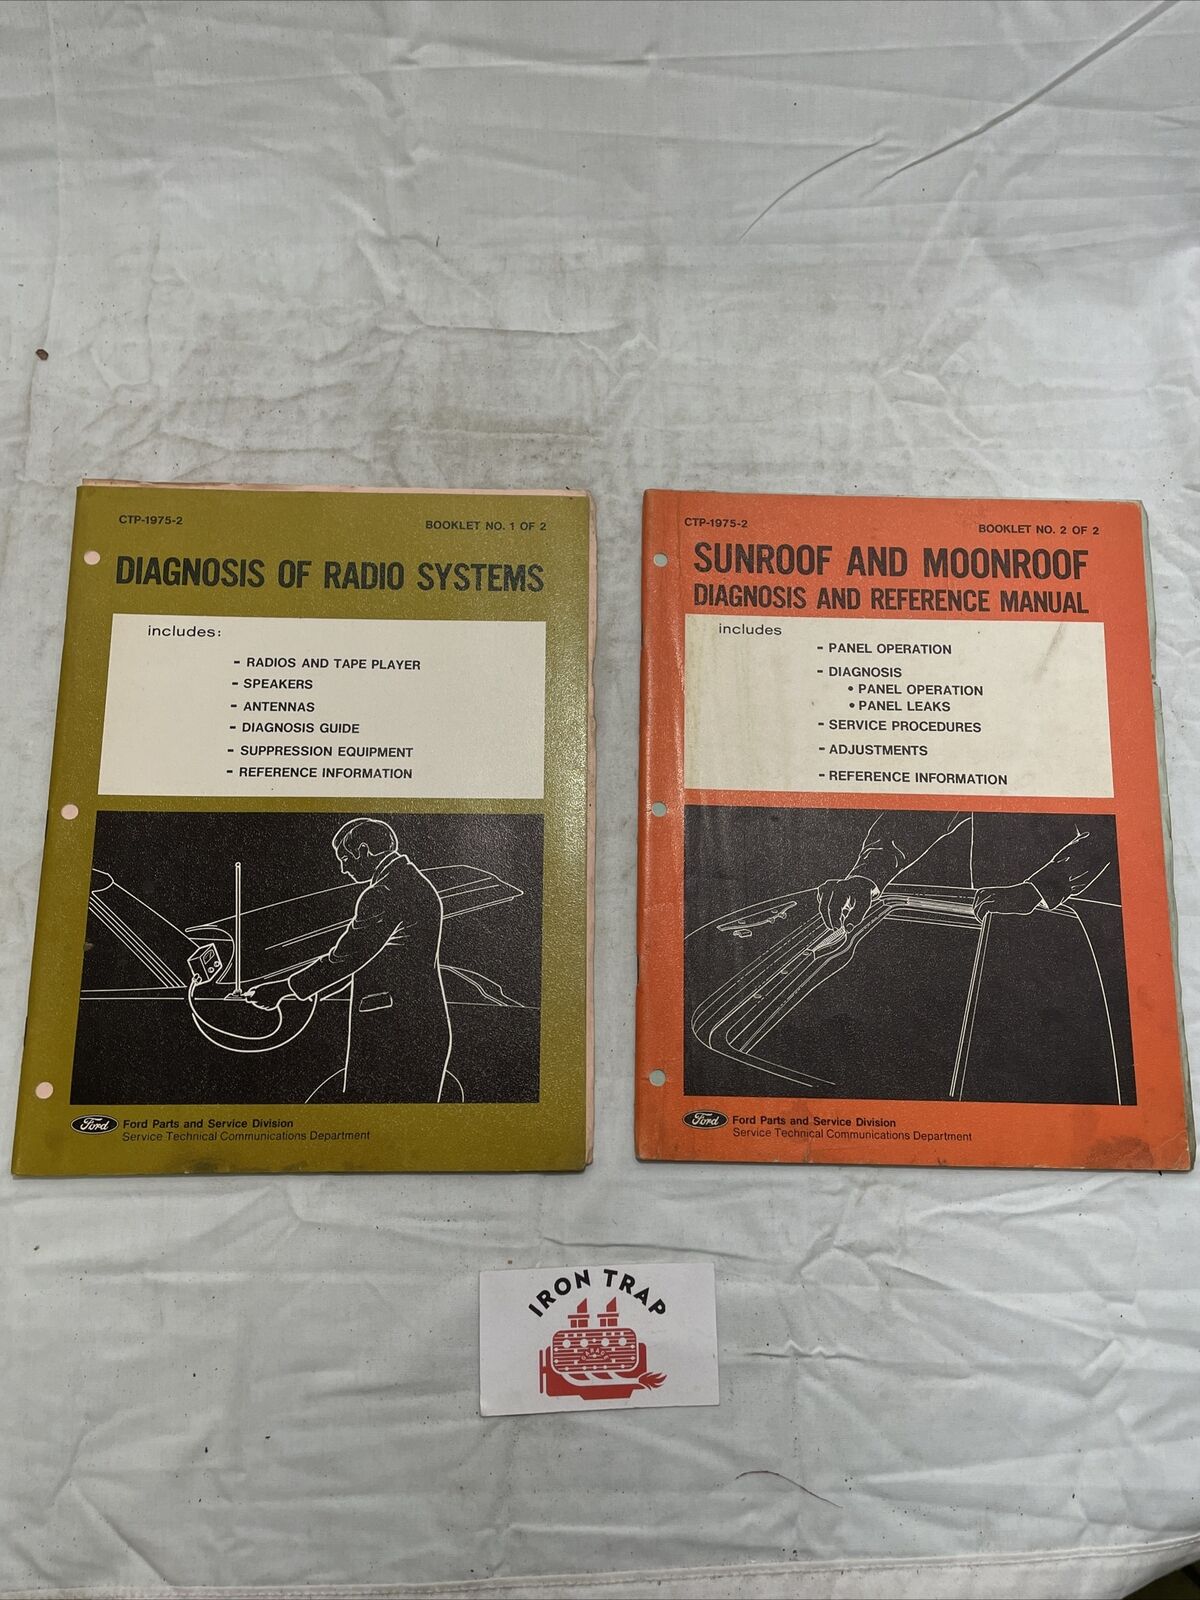 CTP-1975-2
BOOKLET NO. 1 OF 2
DIAGNOSIS OF RADIO SYSTEMS
includes:
- RADIOS AND TAPE PLAYER
- SPEAKERS
- ANTENNAS
- DIAGNOSIS GUIDE
- SUPPRESSION EQUIPMENT
- REFERENCE INFORMATION
Ford
Ford Parts and Service Division
Service Technical Communications Department
CTP-1975-2
BOOKLET NO. 2 OF 2
SUNROOF AND MOONROOF
DIAGNOSIS AND REFERENCE MANUAL
includes
- PANEL OPERATION
- DIAGNOSIS
• PANEL OPERATION
• PANEL LEAKS
- SERVICE PROCEDURES
- ADJUSTMENTS
- REFERENCE INFORMATION
Ford
Ford Parts and Service Division
Service Technical Communications Department
IRON TRAP
GARAGE